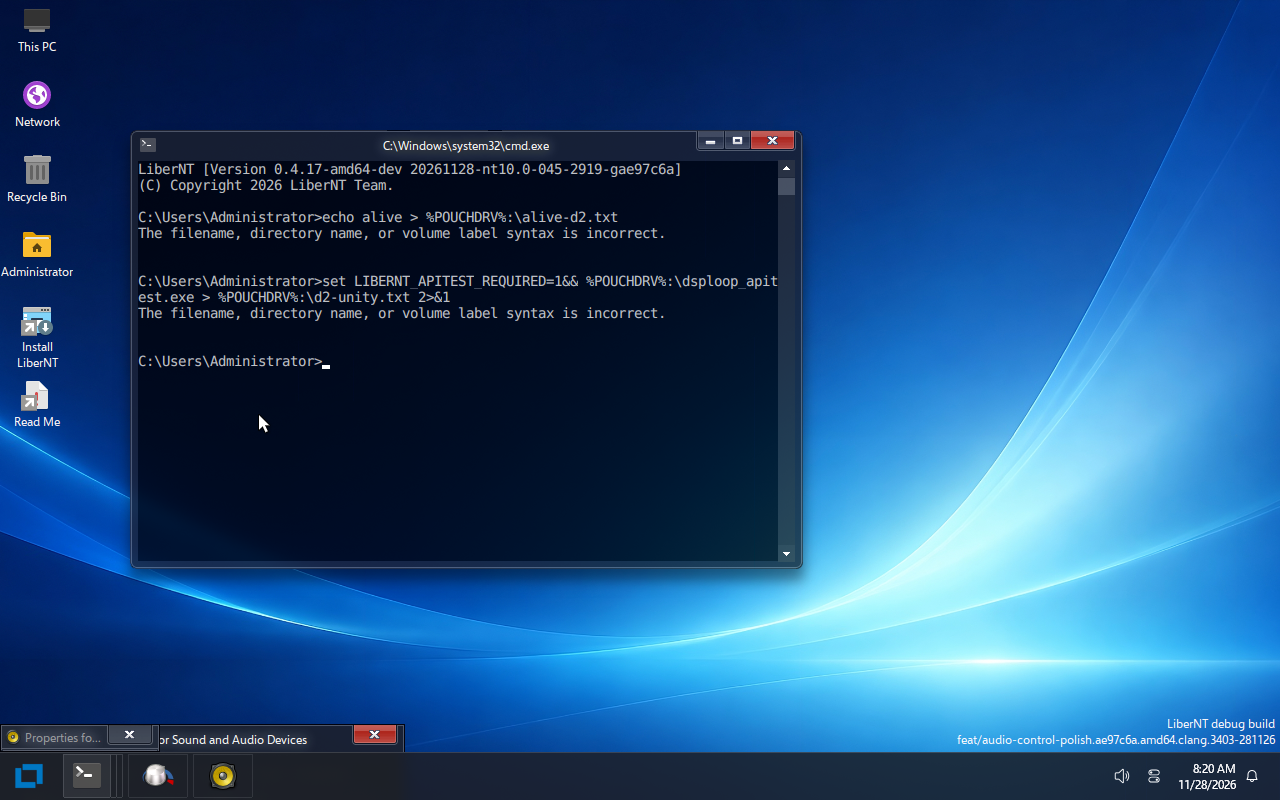 This PC
Network
Recycle Bin
Administrator
Install
LiberNT
Read Me
C:\Windows\system32\cmd.exe
LiberNT [Version 0.4.17-amd64-dev 20261128-nt10.0-045-2919-gae97c6a]
(C) Copyright 2026 LiberNT Team.
C:\Users\Administrator>echo alive > %POUCHDRV%:\alive-d2.txt
The filename, directory name, or volume label syntax is incorrect.
C:\Users\Administrator>set LIBERNT_APITEST_REQUIRED=1&& %POUCHDRV%:\dsploop_apit
est.exe > %POUCHDRV%:\d2-unity.txt 2>&1
The filename, directory name, or volume label syntax is incorrect.
C:\Users\Administrator>
Properties fo...
or Sound and Audio Devices
LiberNT debug build
feat/audio-control-polish.ae97c6a.amd64.clang.3403-281126
8:20 AM
11/28/2026